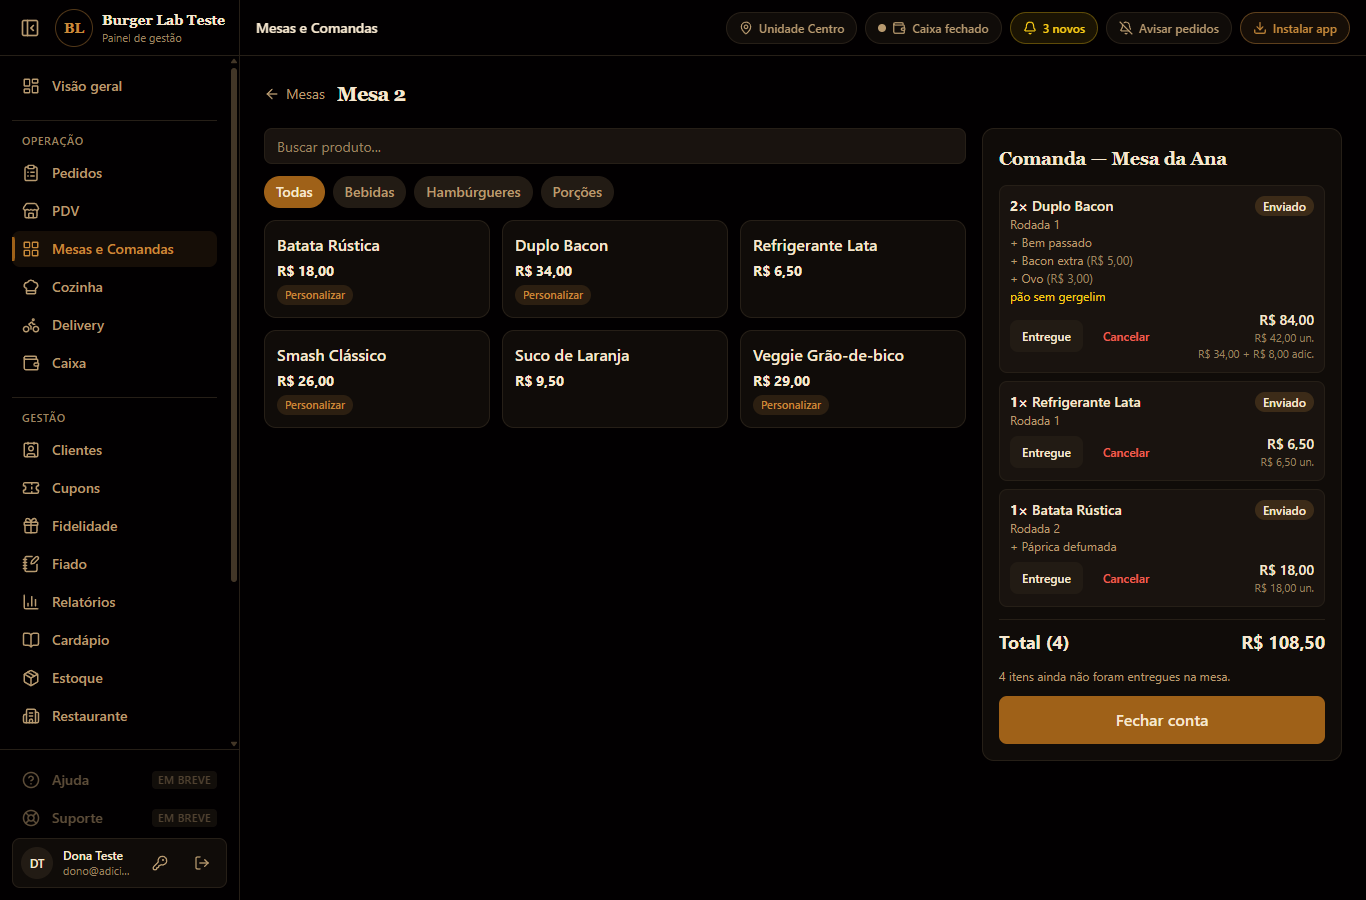 BL
Burger Lab Teste
Painel de gestão
Mesas e Comandas
Unidade Centro
Caixa fechado
3 novos
Avisar pedidos
Instalar app
Visão geral
OPERAÇÃO
Pedidos
PDV
Mesas e Comandas
Cozinha
Delivery
Caixa
GESTÃO
Clientes
Cupons
Fidelidade
Fiado
Relatórios
Cardápio
Estoque
Restaurante
Ajuda EM BREVE
Suporte EM BREVE
DT
Dona Teste
dono@adici...
Mesas Mesa 2
Buscar produto...
Todas Bebidas Hambúrgueres Porções
Batata Rústica
R$ 18,00
Personalizar
Duplo Bacon
R$ 34,00
Personalizar
Refrigerante Lata
R$ 6,50
Smash Clássico
R$ 26,00
Personalizar
Suco de Laranja
R$ 9,50
Veggie Grão-de-bico
R$ 29,00
Personalizar
Comanda — Mesa da Ana
2× Duplo Bacon Enviado
Rodada 1
+ Bem passado
+ Bacon extra (R$ 5,00)
+ Ovo (R$ 3,00)
pão sem gergelim
Entregue Cancelar
R$ 84,00
R$ 42,00 un.
R$ 34,00 + R$ 8,00 adic.
1× Refrigerante Lata Enviado
Rodada 1
Entregue Cancelar
R$ 6,50
R$ 6,50 un.
1× Batata Rústica Enviado
Rodada 2
+ Páprica defumada
Entregue Cancelar
R$ 18,00
R$ 18,00 un.
Total (4) R$ 108,50
4 itens ainda não foram entregues na mesa.
Fechar conta